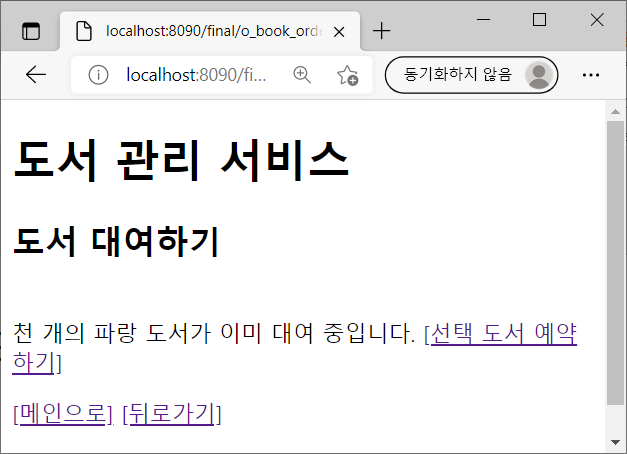 localhost:8090/final/o_book_orde
localhost:8090/fi...
동기화하지 않음
도서 관리 서비스
도서 대여하기
천 개의 파랑 도서가 이미 대여 중입니다. [선택 도서 예약
하기]
[메인으로] [뒤로가기]